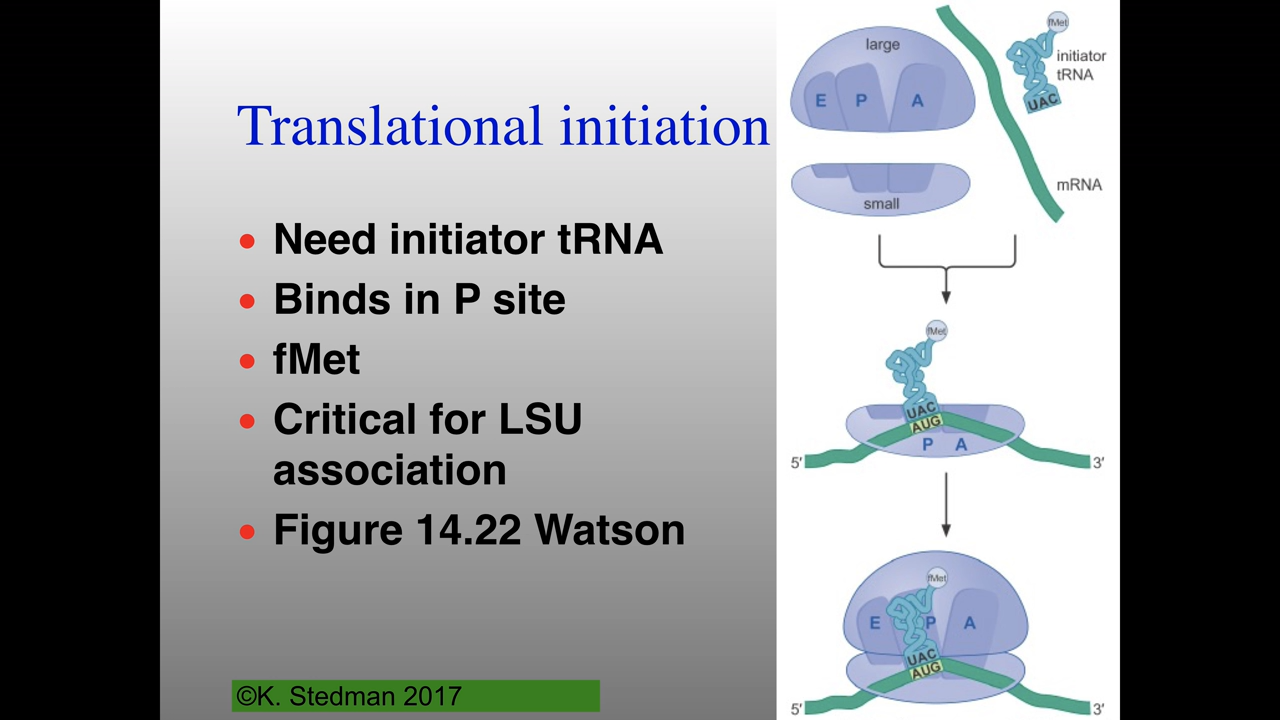 Translational initiation
Need initiator tRNA
Binds in P site
fMet
Critical for LSU
association
Figure 14.22 Watson
©K. Stedman 2017
fMet
large
initiator
tRNA
E P A
UAC
mRNA
small
fMet
UAC
AUG
P A
5′ 3′
fMet
E P A
UAC
AUG
5′ 3′